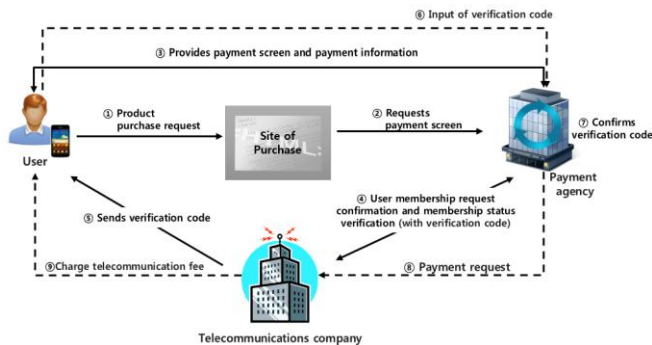 ⑥ Input of verification code
③ Provides payment screen and payment information
① Product
purchase request
Site of
Purchase
② Requests
payment screen
⑦ Confirms
verification code
User
Payment
agency
④ User membership request
confirmation and membership status
verification (with verification code)
⑤ Sends verification code
⑨Charge telecommunication fee
⑧ Payment request
Telecommunications company